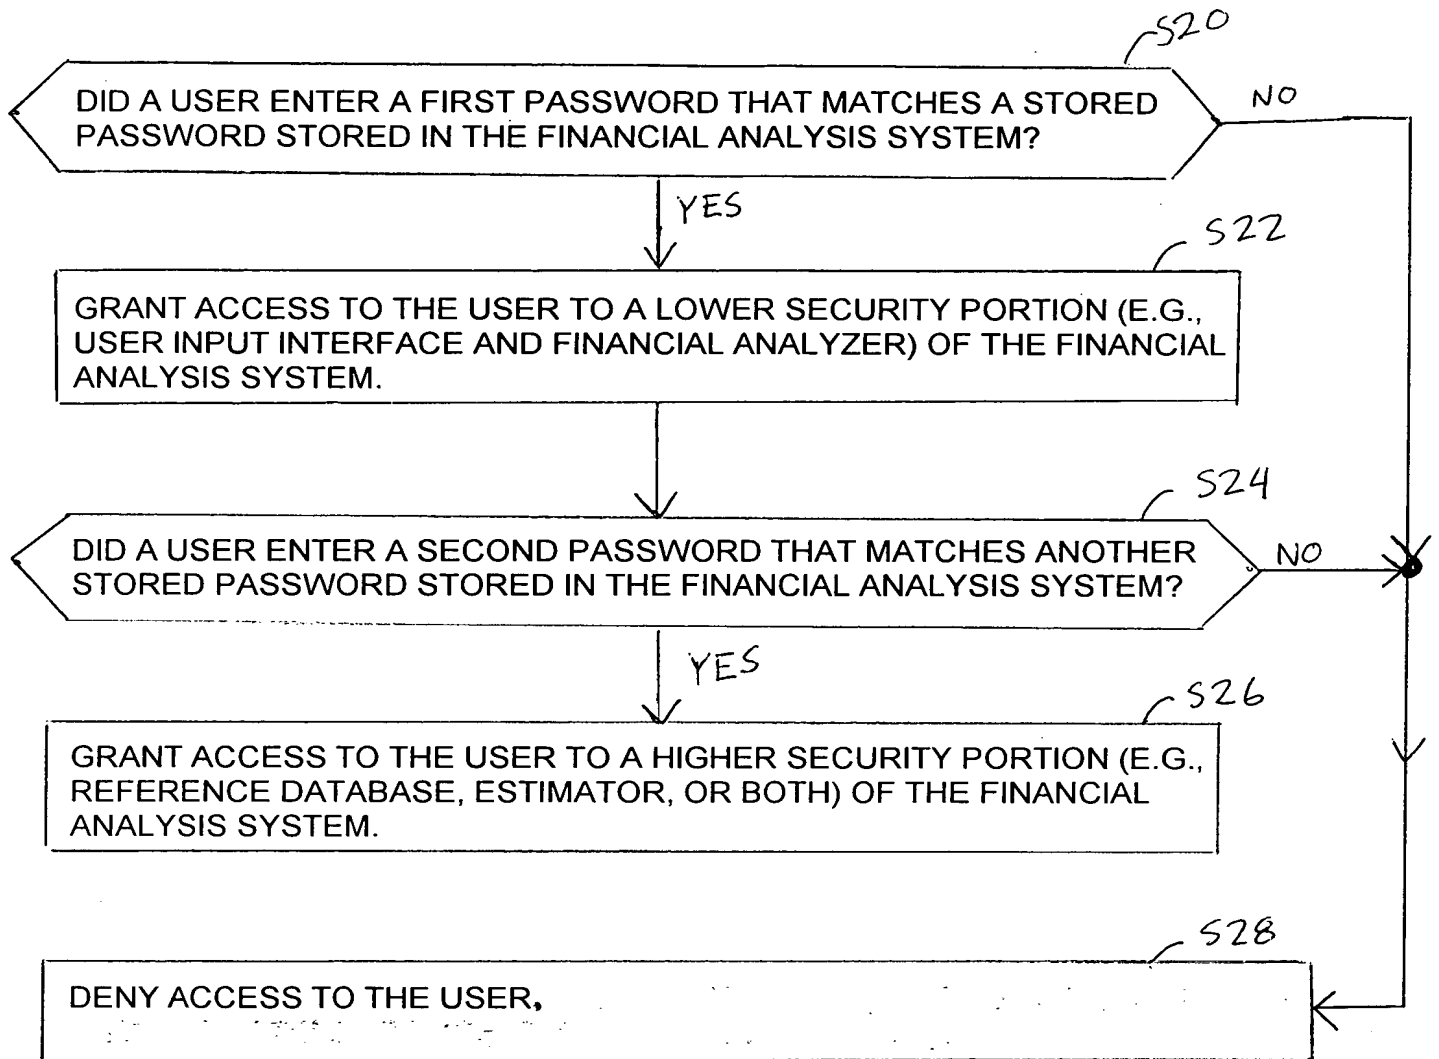 S20
DID A USER ENTER A FIRST PASSWORD THAT MATCHES A STORED
PASSWORD STORED IN THE FINANCIAL ANALYSIS SYSTEM?
NO
YES
S22
GRANT ACCESS TO THE USER TO A LOWER SECURITY PORTION (E.G.,
USER INPUT INTERFACE AND FINANCIAL ANALYZER) OF THE FINANCIAL
ANALYSIS SYSTEM.
S24
DID A USER ENTER A SECOND PASSWORD THAT MATCHES ANOTHER
STORED PASSWORD STORED IN THE FINANCIAL ANALYSIS SYSTEM?
NO
YES
S26
GRANT ACCESS TO THE USER TO A HIGHER SECURITY PORTION (E.G.,
REFERENCE DATABASE, ESTIMATOR, OR BOTH) OF THE FINANCIAL
ANALYSIS SYSTEM.
S28
DENY ACCESS TO THE USER.